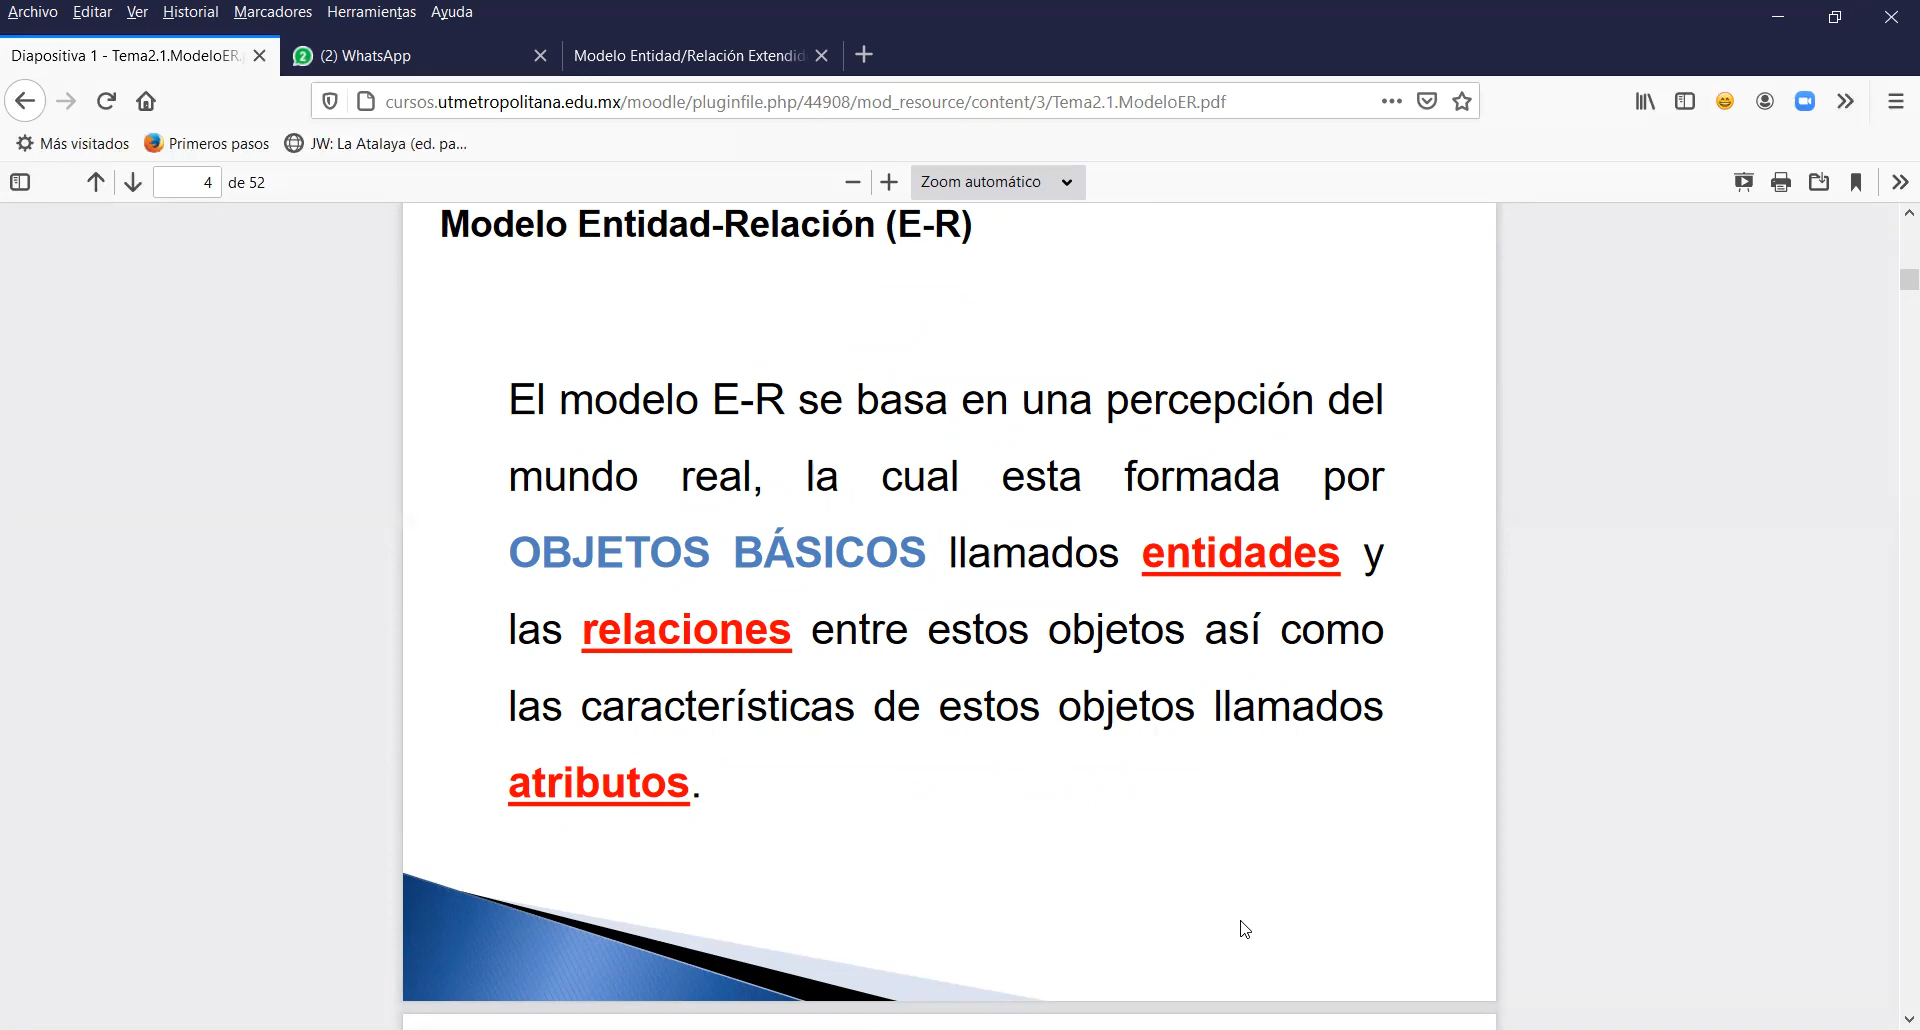 Archivo Editar Ver Historial Marcadores Herramientas Ayuda
Diapositiva 1 - Tema2.1.ModeloER.
(2) WhatsApp
Modelo Entidad/Relación Extendid
cursos.utmetropolitana.edu.mx/moodle/pluginfile.php/44908/mod_resource/content/3/Tema2.1.ModeloER.pdf
Más visitados Primeros pasos JW: La Atalaya (ed. pa...
4 de 52 Zoom automático
Modelo Entidad-Relación (E-R)
El modelo E-R se basa en una percepción del
mundo real, la cual esta formada por
OBJETOS BÁSICOS llamados entidades y
las relaciones entre estos objetos así como
las características de estos objetos llamados
atributos.